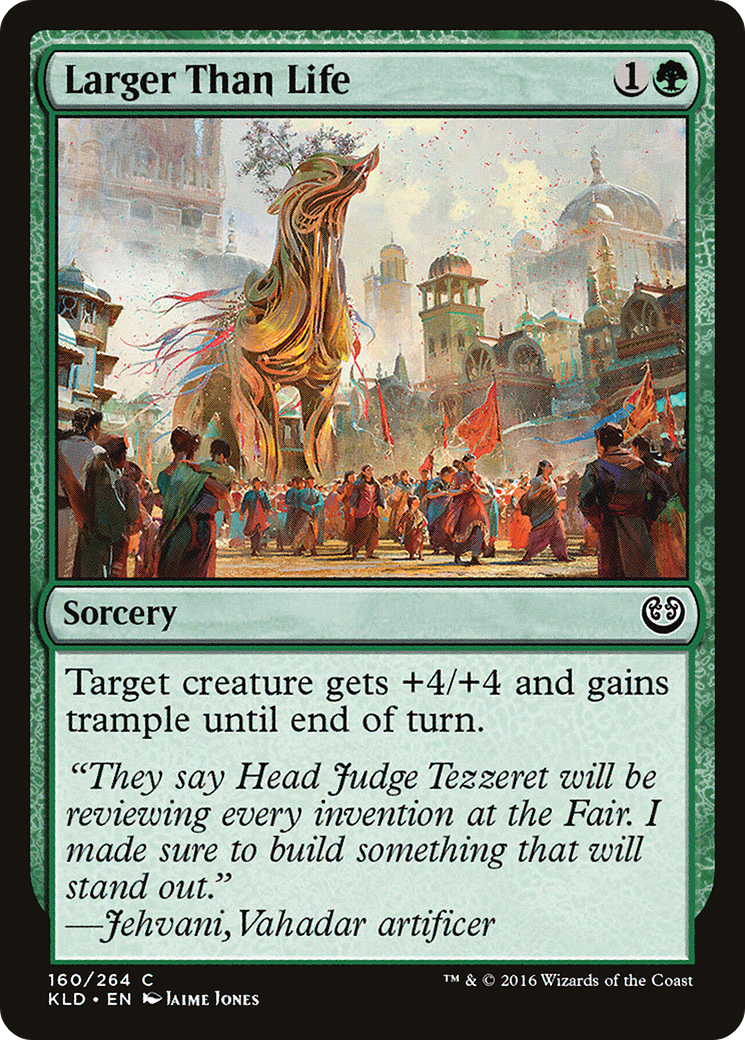 Larger Than Life 1
Sorcery
Target creature gets +4/+4 and gains
trample until end of turn.
“They say Head Judge Tezzeret will be
reviewing every invention at the Fair. I
made sure to build something that will
stand out.”
—Jehvani, Vahadar artificer
160/264 C
KLD • EN Jaime Jones
™ & © 2016 Wizards of the Coast